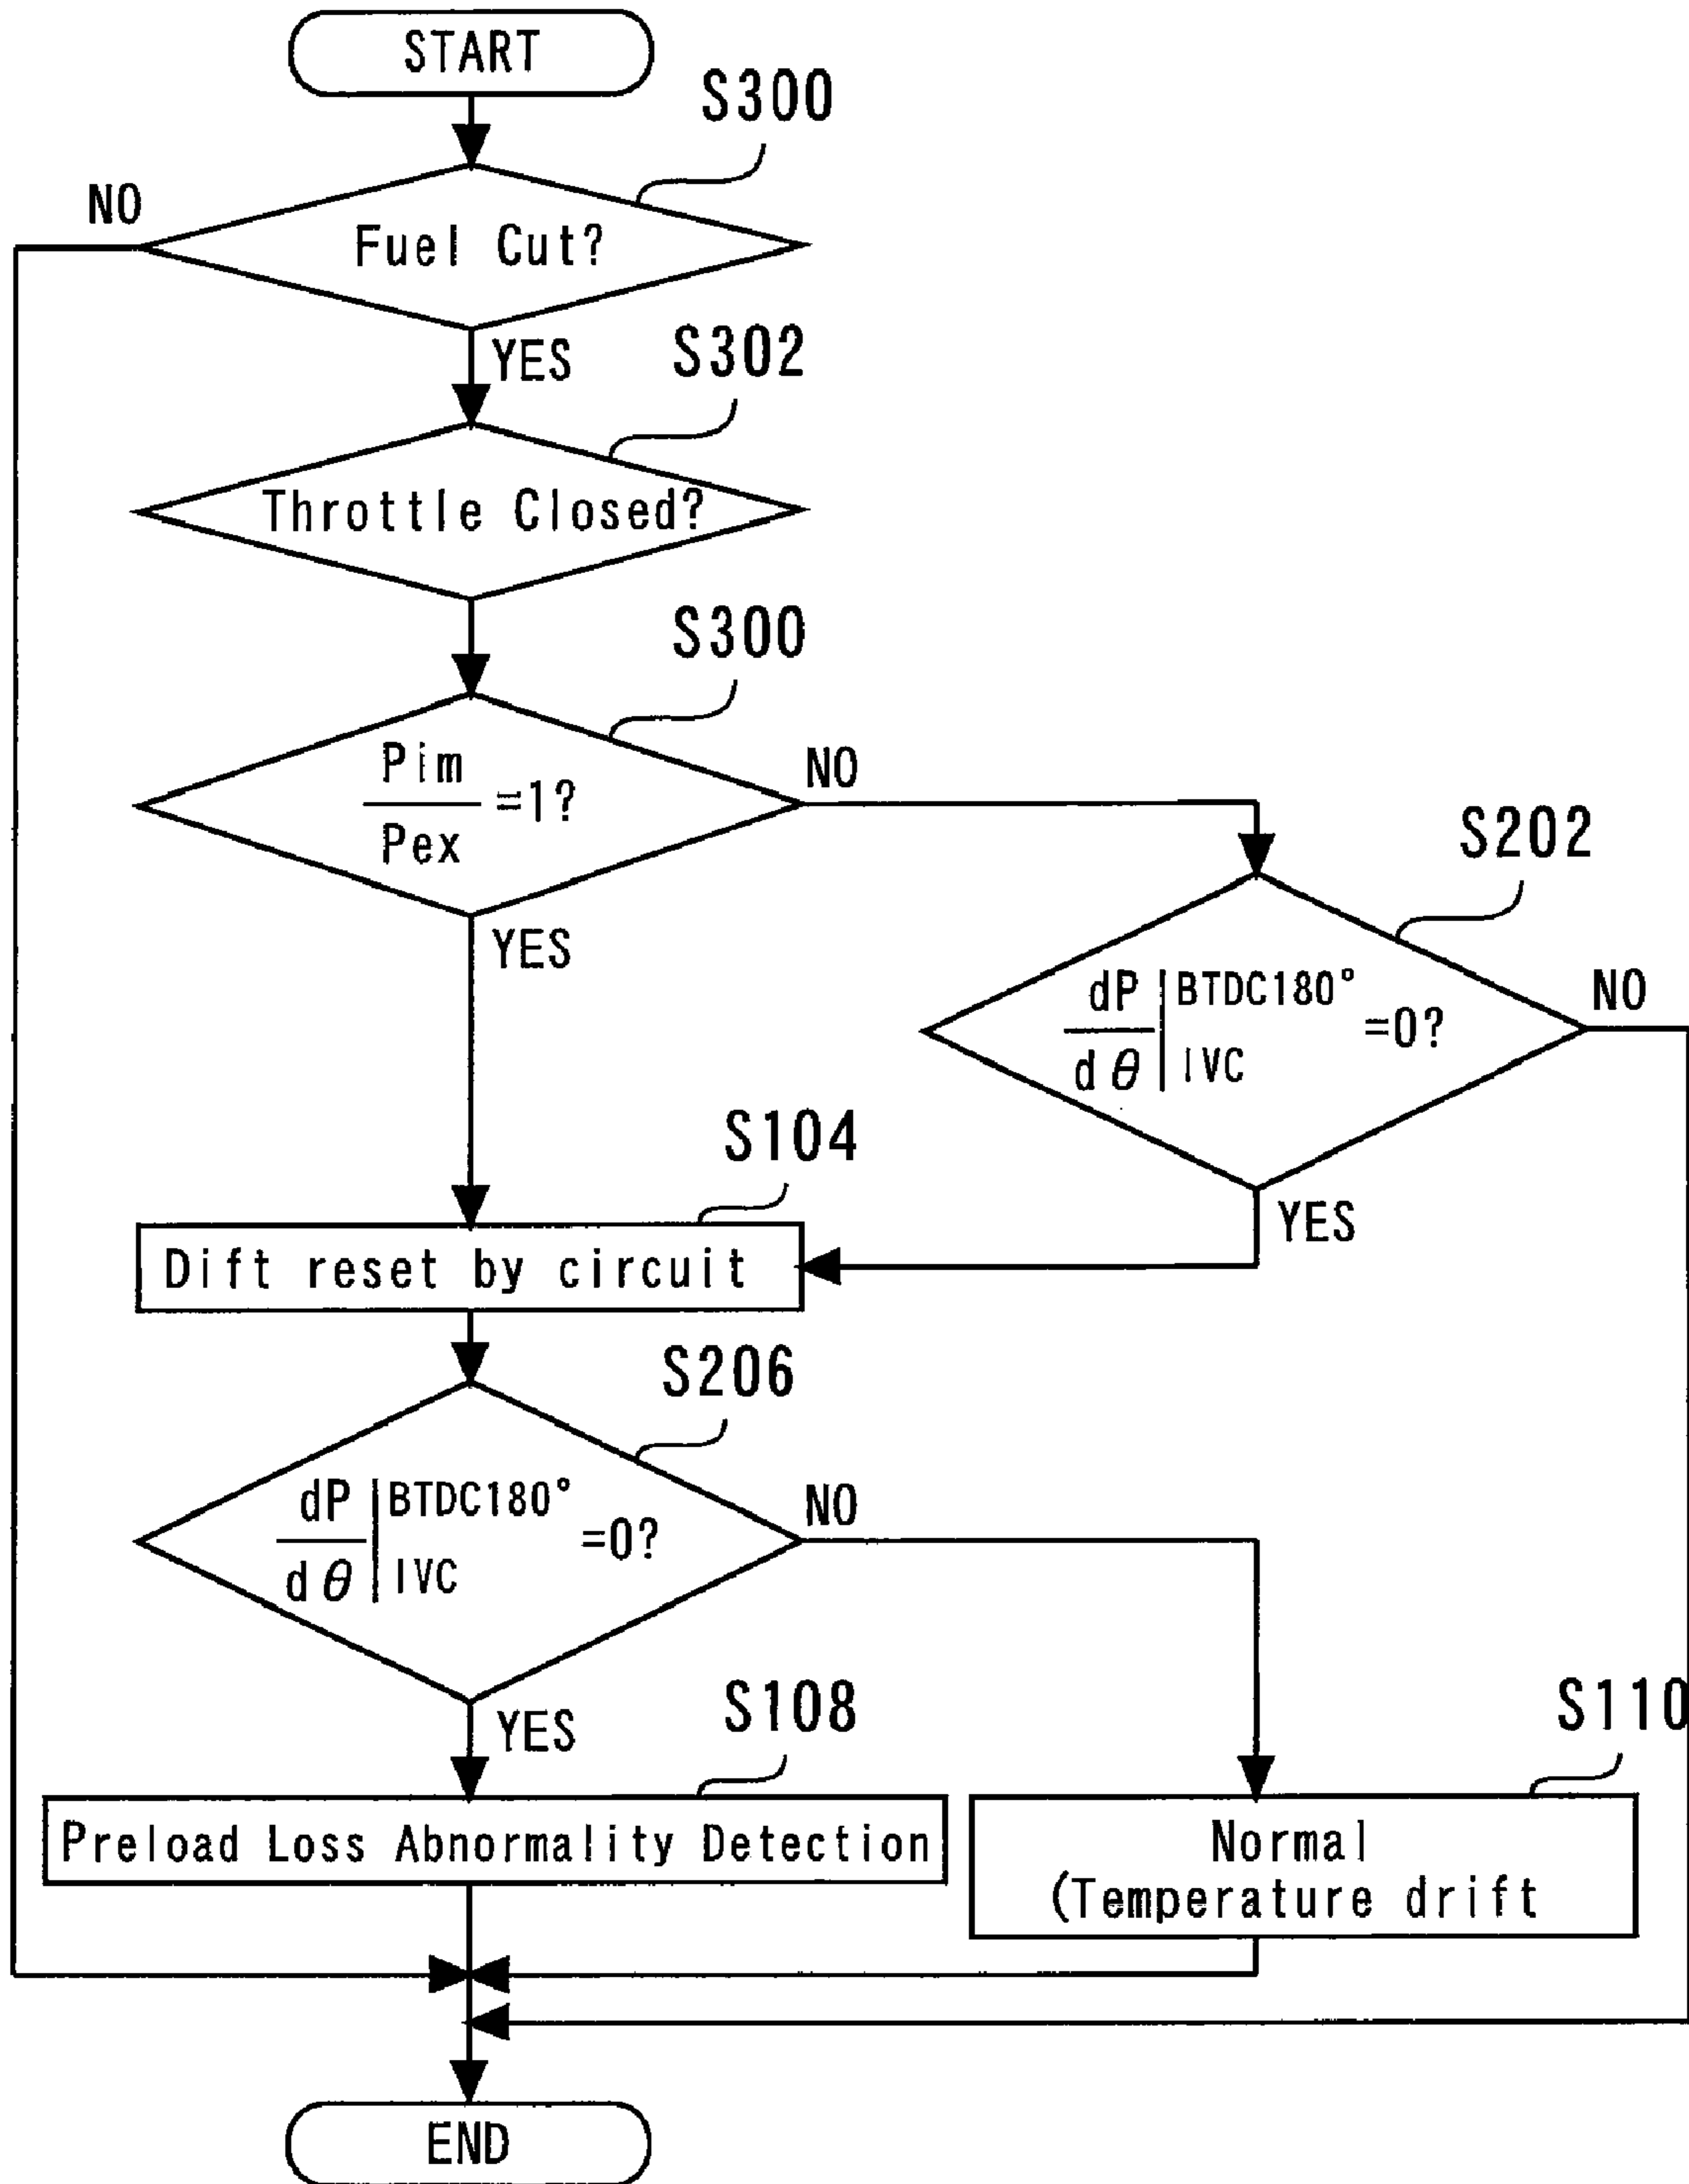 START
S300
NO
Fuel Cut?
YES
S302
Throttle Closed?
S300
Pim
=1?
Pex
NO
YES
S202
dP
BTDC180°
=0?
dθ
IVC
NO
YES
S104
Dift reset by circuit
S206
dP
BTDC180°
=0?
dθ
IVC
NO
YES
S108
Preload Loss Abnormality Detection
S110
Normal
(Temperature drift
END